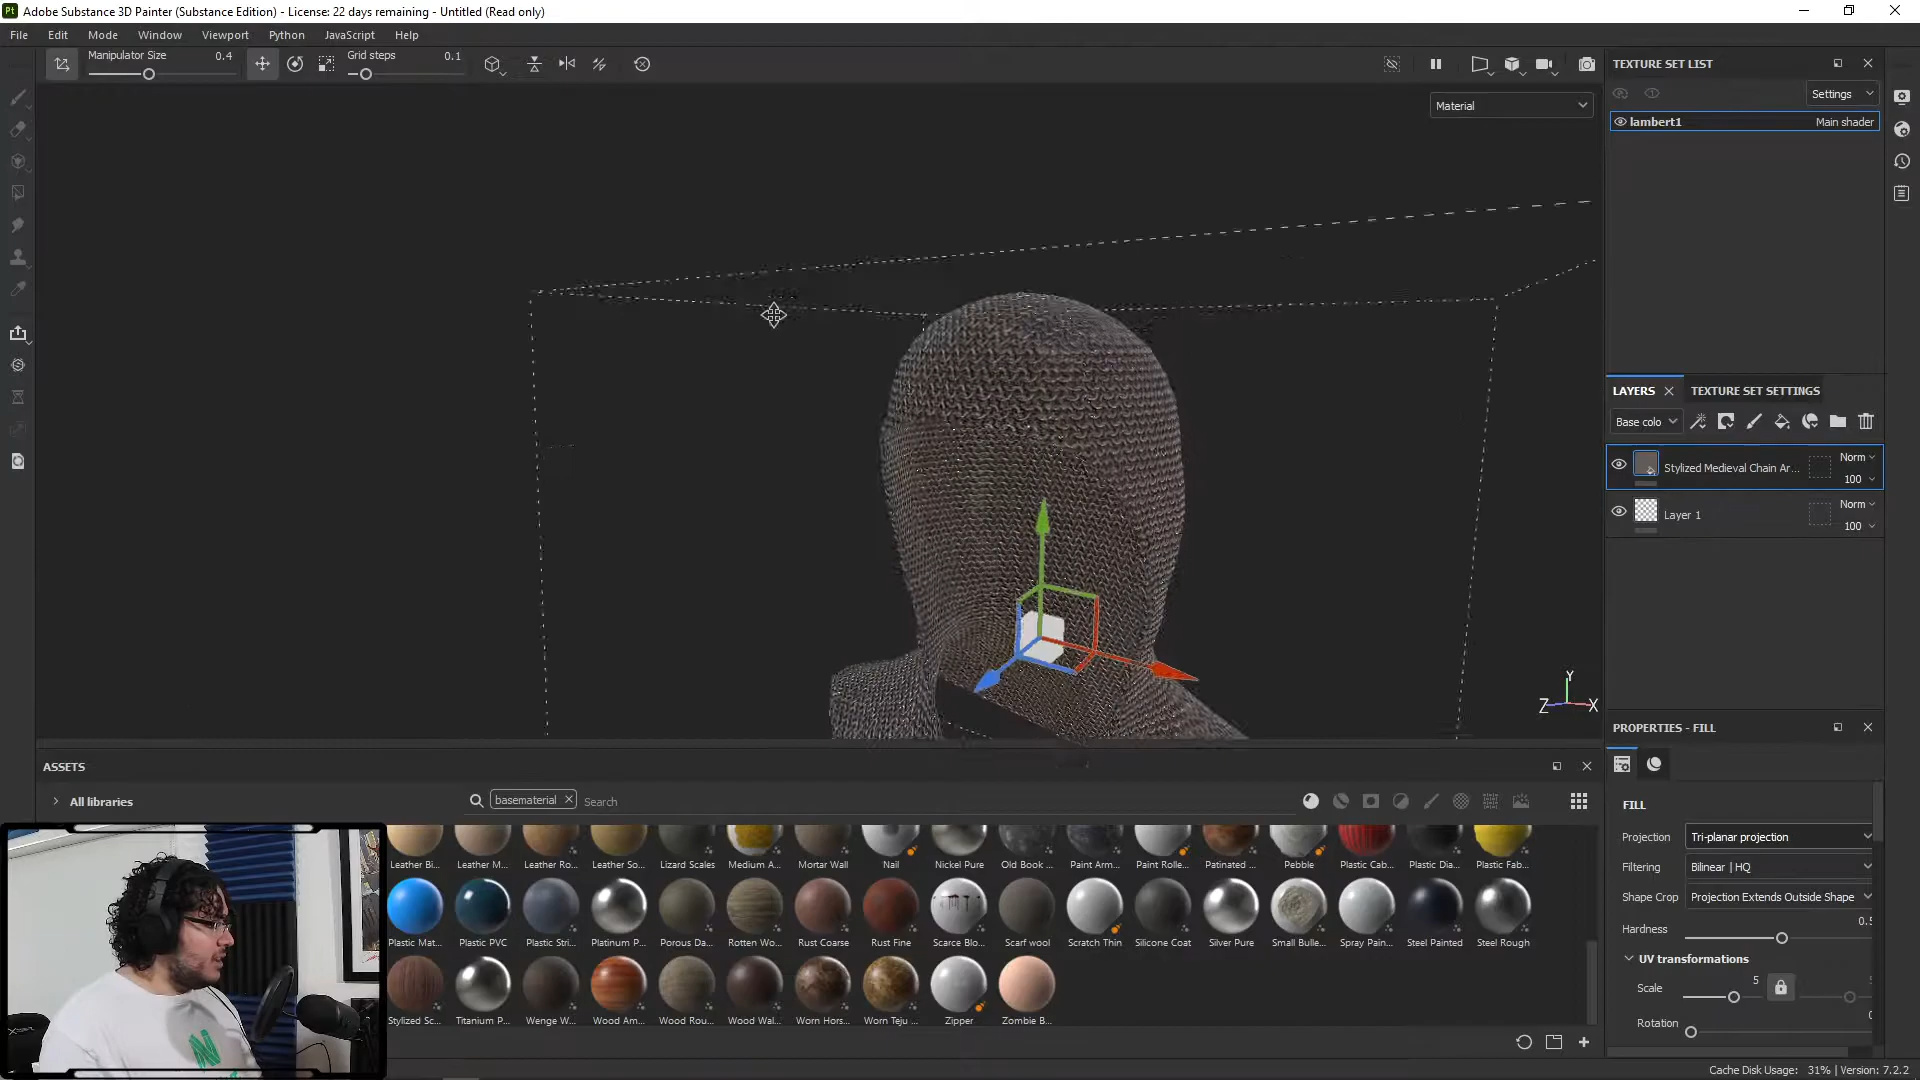 Pt Adobe Substance 3D Painter (Substance Edition) - License: 22 days remaining - Untitled (Read only)
File Edit Mode Window Viewport Python JavaScript Help
Manipulator Size 0.4 Grid steps 0.1
Material
TEXTURE SET LIST
Settings
lambert1 Main shader
LAYERS TEXTURE SET SETTINGS
Base colo
Stylized Medieval Chain Ar... Norm
100
Layer 1 Norm
100
Y
Z X
PROPERTIES - FILL
FILL
Projection Tri-planar projection
Filtering Bilinear | HQ
Shape Crop Projection Extends Outside Shape
Hardness 0.5
UV transformations
Scale 5
Rotation
ASSETS
All libraries
basematerial Search
Leather Bi... Leather M... Leather Ro... Leather So... Lizard Scales Medium A... Mortar Wall Nail Nickel Pure Old Book ... Paint Arm... Paint Rolle... Patinated ... Pebble Plastic Cab... Plastic Dia... Plastic Fab...
Plastic Mat... Plastic PVC Plastic Stri... Platinum P... Porous Da... Rotten Wo... Rust Coarse Rust Fine Scarce Blo... Scarf wool Scratch Thin Silicone Coat Silver Pure Small Bulle... Spray Pain... Steel Painted Steel Rough
Stylized Sc... Titanium P... Wenge W... Wood Am... Wood Rou... Wood Wal... Worn Hors... Worn Teju ... Zipper Zombie B...
Cache Disk Usage: 31% | Version: 7.2.2